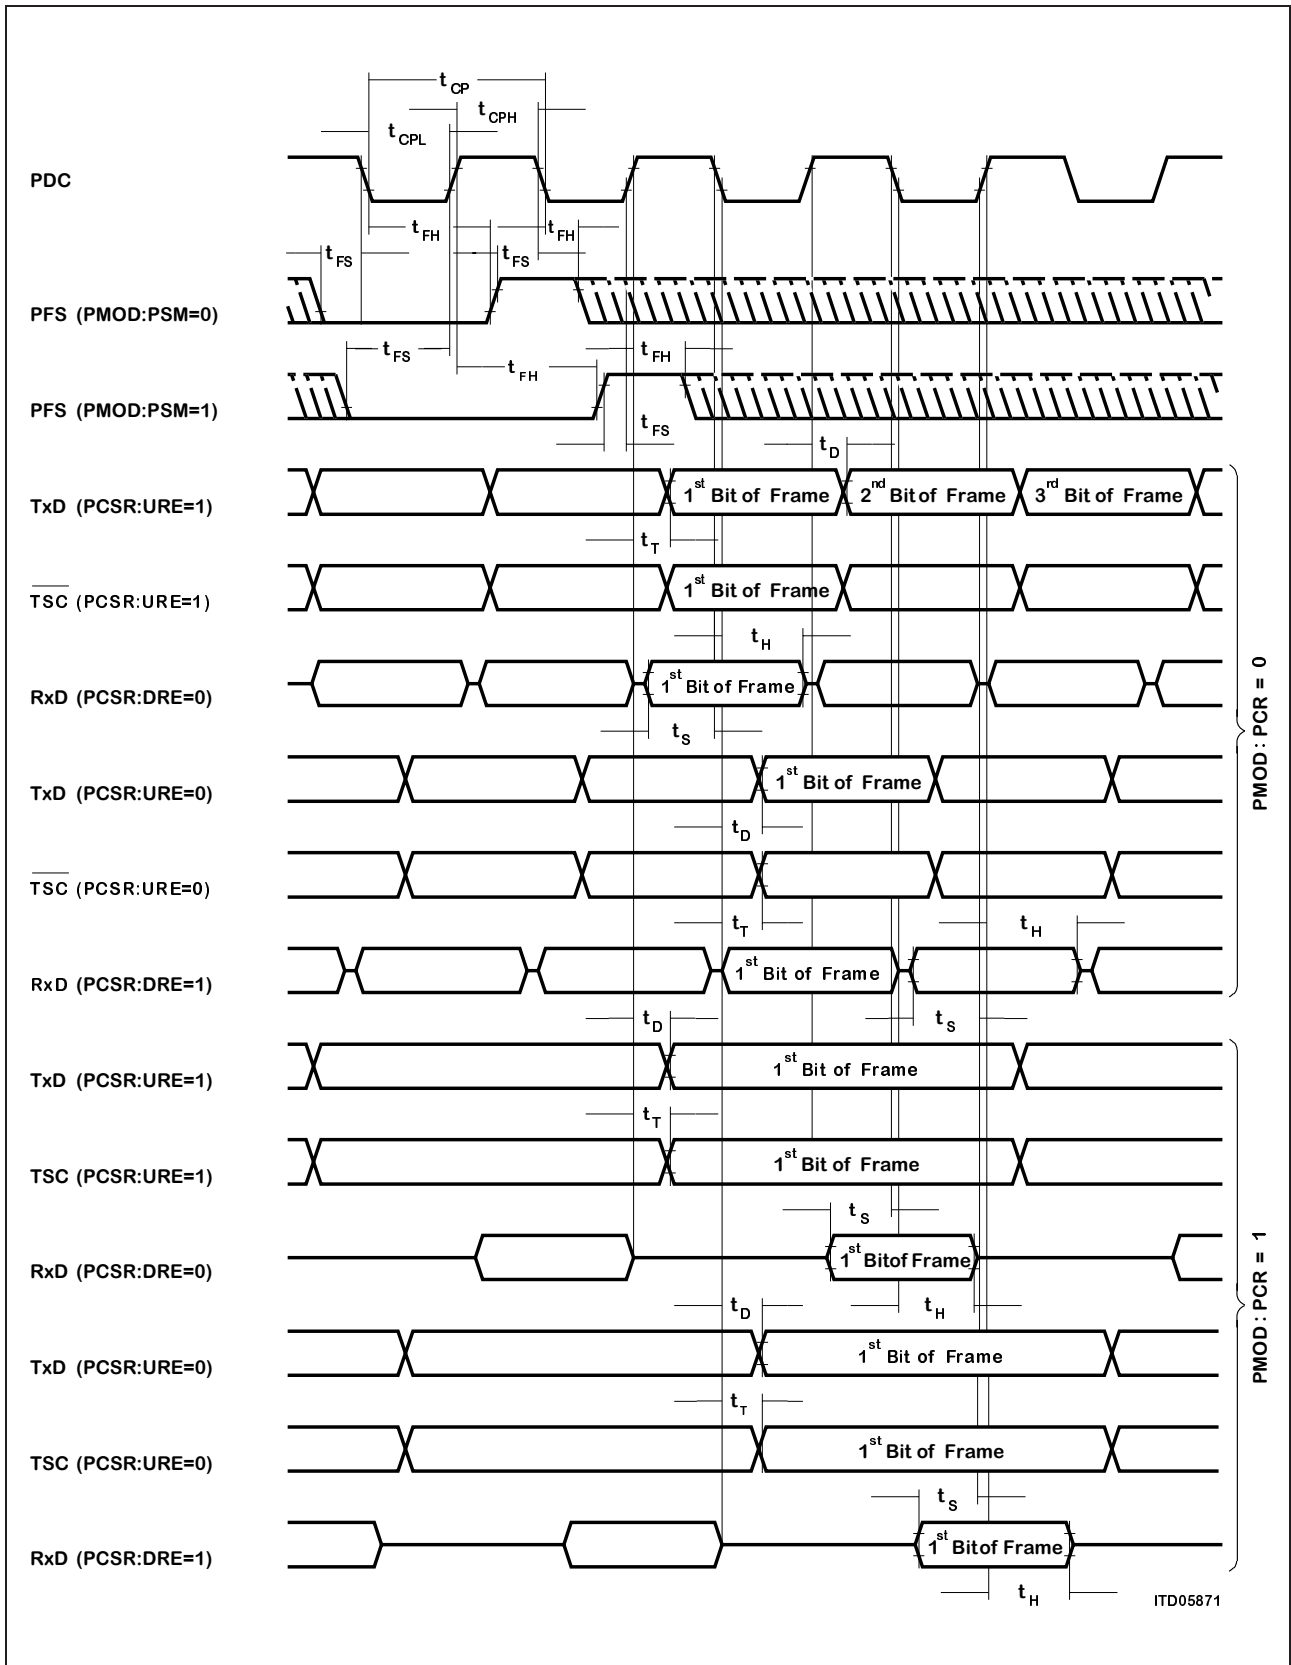 t CP
t CPH
t CPL
PDC
t FH t FH
t FS t FS
PFS (PMOD:PSM=0)
t FS t FH
t FH
PFS (PMOD:PSM=1)
t FS
t D
TxD (PCSR:URE=1) 1st Bit of Frame 2nd Bit of Frame 3rd Bit of Frame
t T
TSC (PCSR:URE=1) 1st Bit of Frame
t H
RxD (PCSR:DRE=0) 1st Bit of Frame
t S
TxD (PCSR:URE=0) 1st Bit of Frame
t D
TSC (PCSR:URE=0)
t T t H
RxD (PCSR:DRE=1) 1st Bit of Frame
t D t S
PMOD : PCR = 0
TxD (PCSR:URE=1) 1st Bit of Frame
t T
TSC (PCSR:URE=1) 1st Bit of Frame
t S
RxD (PCSR:DRE=0) 1st Bitof Frame
t D t H
TxD (PCSR:URE=0) 1st Bit of Frame
t T
TSC (PCSR:URE=0) 1st Bit of Frame
t S
RxD (PCSR:DRE=1) 1st Bitof Frame
t H
PMOD : PCR = 1
ITD05871